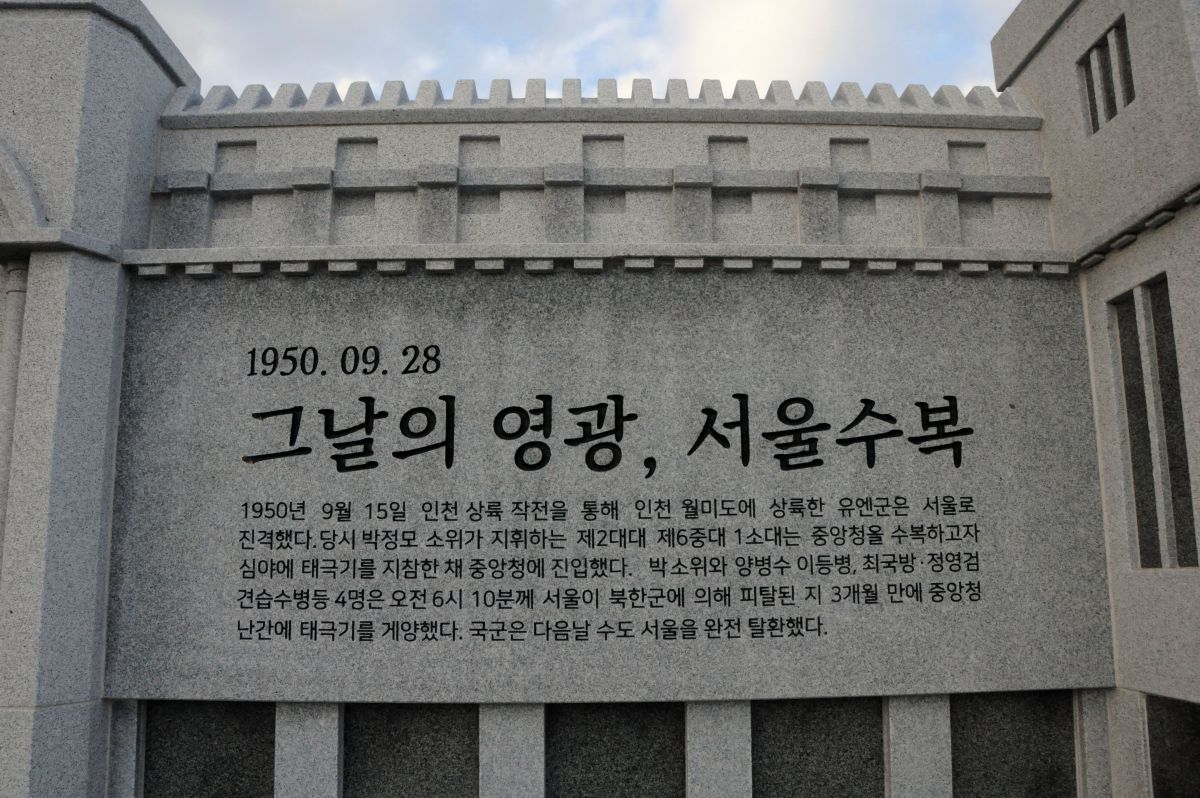 1950. 09. 28
그날의 영광, 서울수복
1950년 9월 15일 인천 상륙 작전을 통해 인천 월미도에 상륙한 유엔군은 서울로
진격했다. 당시 박정모 소위가 지휘하는 제2대대 제6중대 1소대는 중앙청을 수복하고자
심야에 태극기를 지참한 채 중앙청에 진입했다. 박소위와 양병수 이등병, 최국방·정영검
견습수병등 4명은 오전 6시 10분께 서울이 북한군에 의해 피탈된 지 3개월 만에 중앙청
난간에 태극기를 게양했다. 국군은 다음날 수도 서울을 완전 탈환했다.